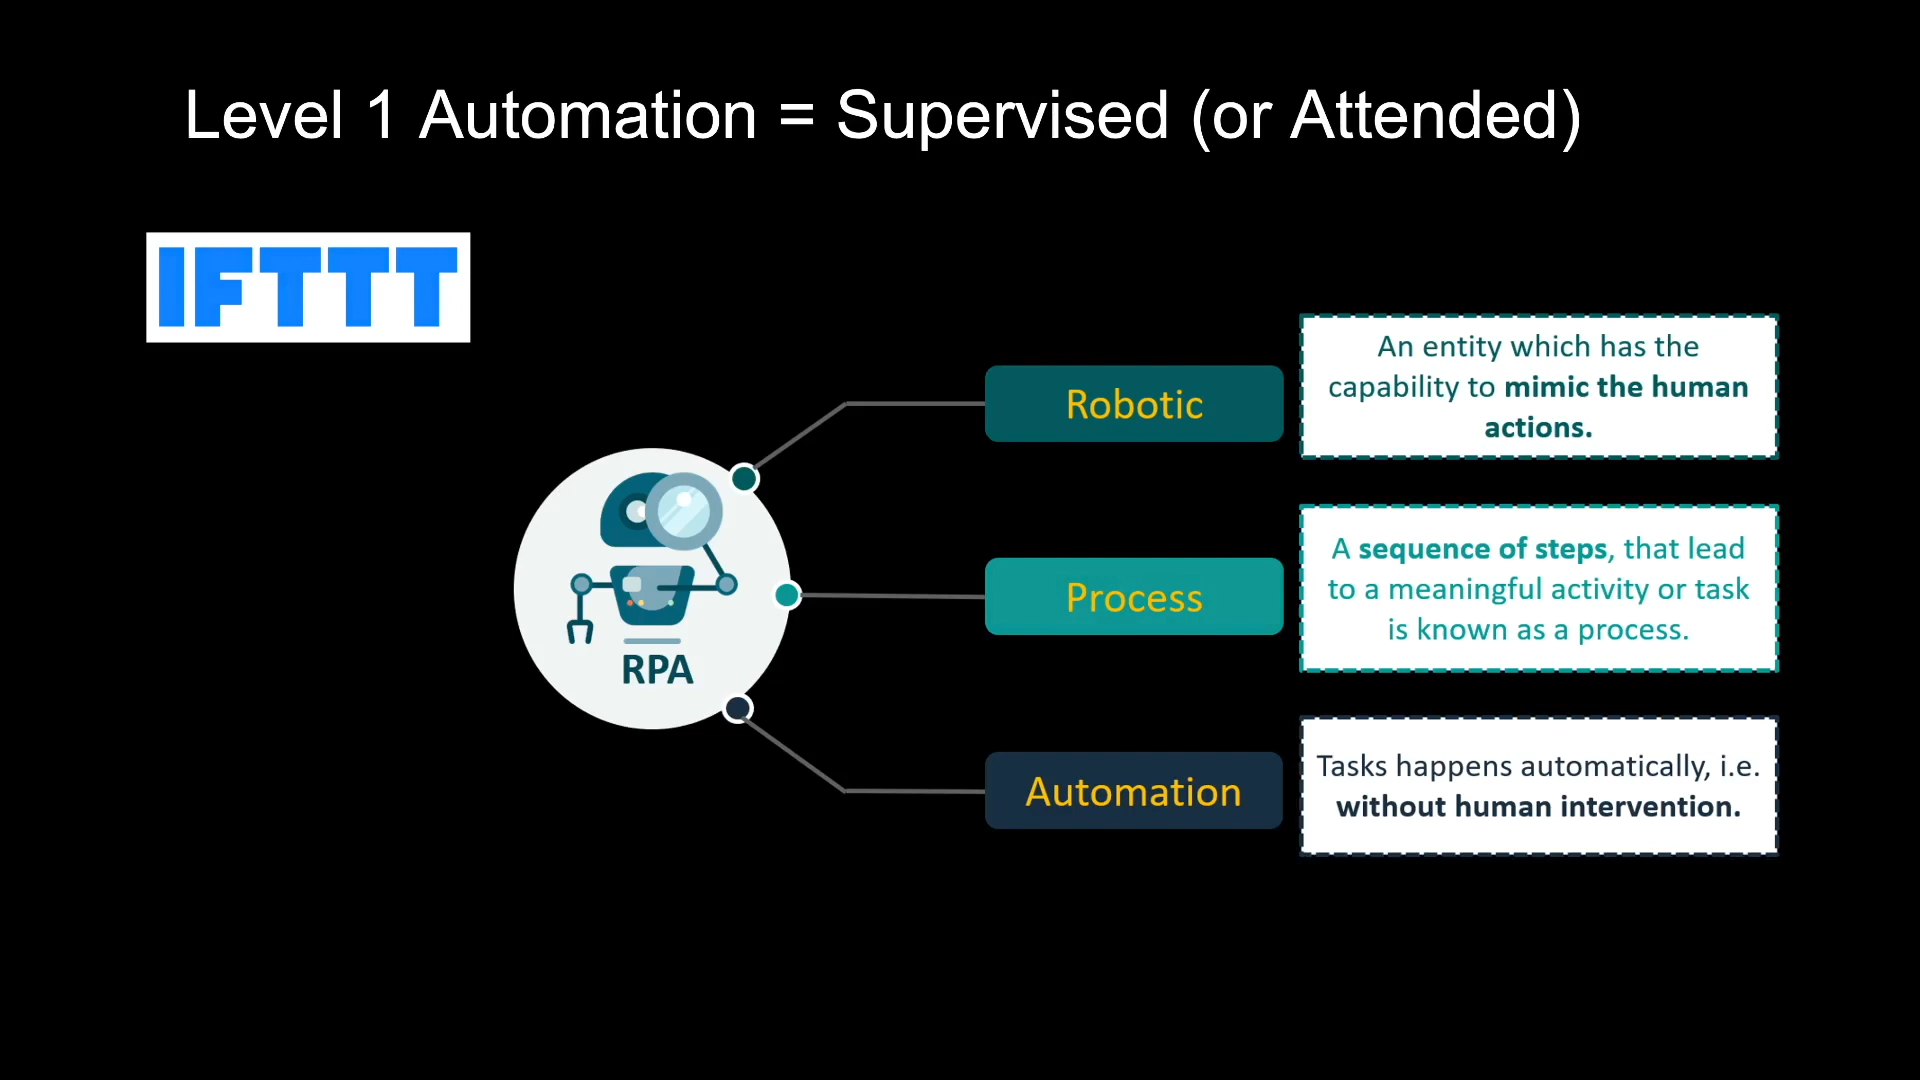 Level 1 Automation = Supervised (or Attended)
IFTTT
Robotic
An entity which has the
capability to mimic the human
actions.
Process
A sequence of steps, that lead
to a meaningful activity or task
is known as a process.
RPA
Automation
Tasks happens automatically, i.e.
without human intervention.